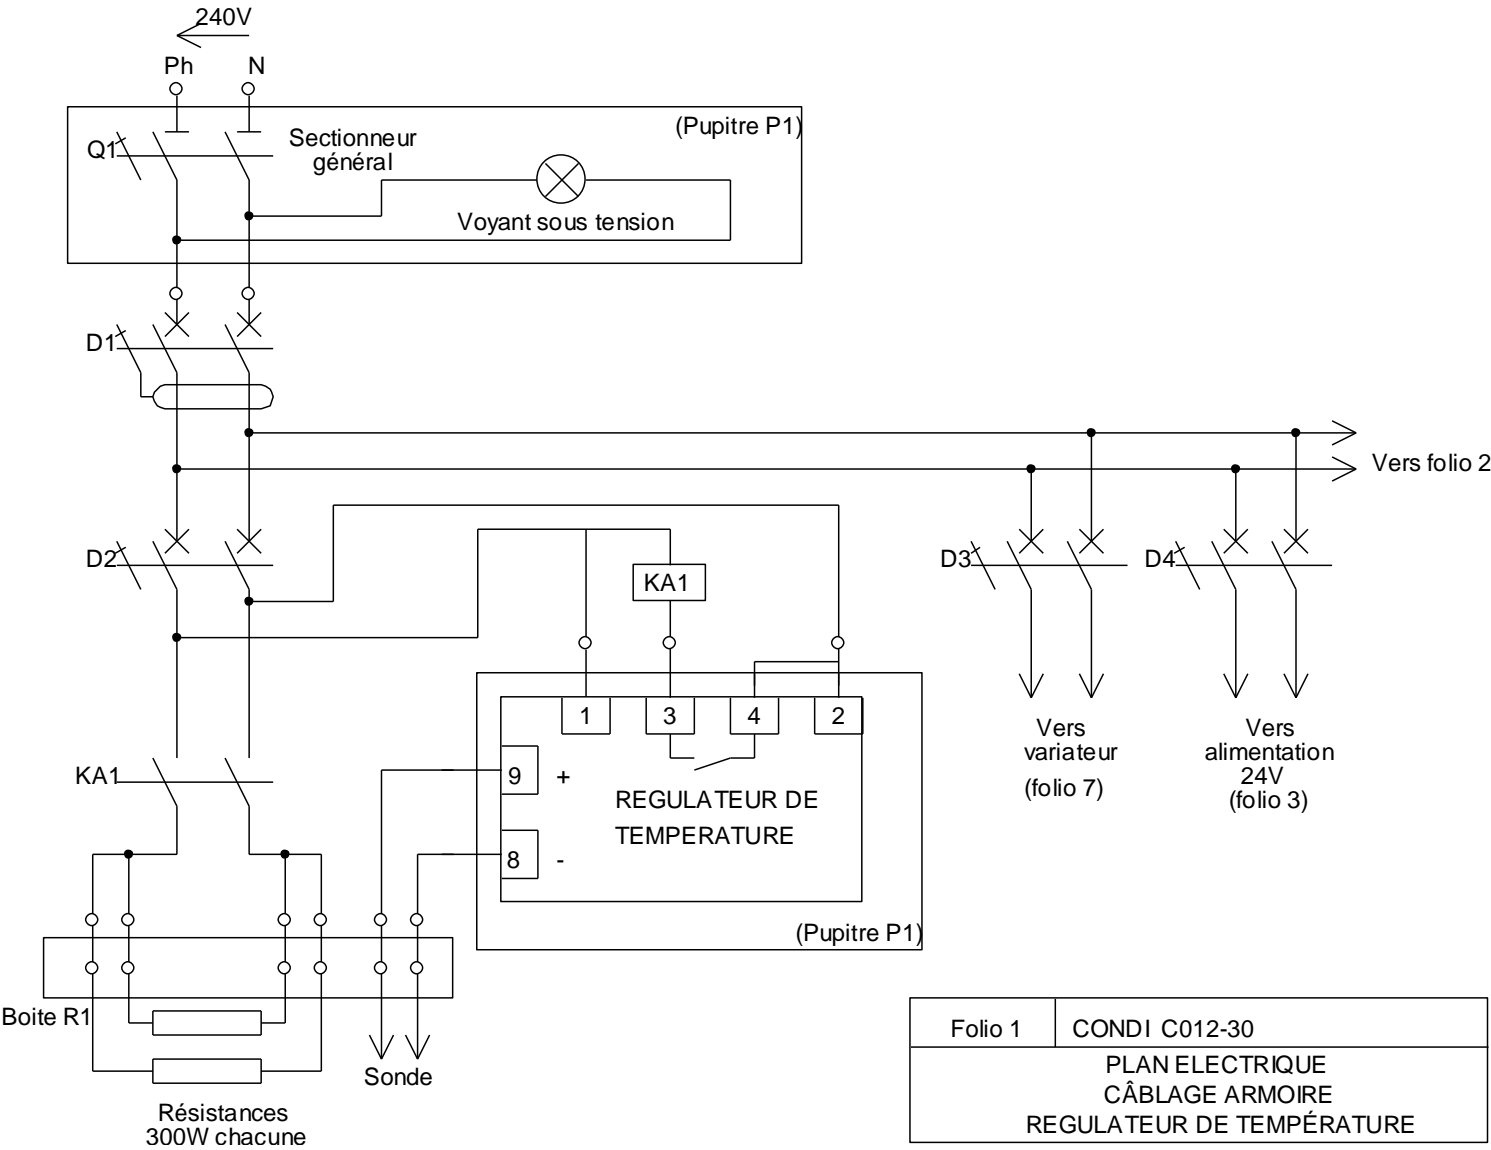 240V
Ph N
(Pupitre P1)
Q1
Sectionneur
général
Voyant sous tension
D1
Vers folio 2
D2
D3
D4
KA1
1 3 4 2
Vers
variateur
(folio 7)
Vers
alimentation
24V
(folio 3)
KA1
9 +
REGULATEUR DE
TEMPERATURE
8 -
(Pupitre P1)
Boite R1
Sonde
Résistances
300W chacune
Folio 1 CONDI C012-30
PLAN ELECTRIQUE
CÂBLAGE ARMOIRE
REGULATEUR DE TEMPÉRATURE